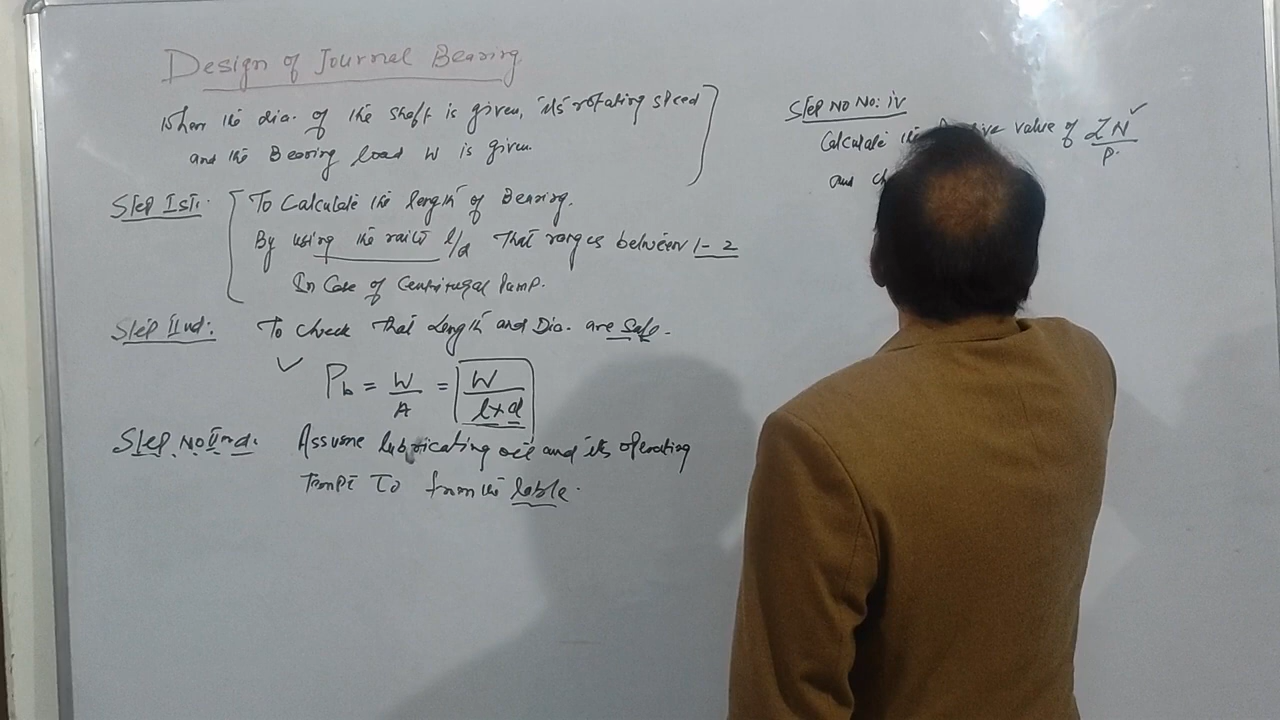 Design of Journal Bearing
When the dia. of the shaft is given, its rotating speed
and the Bearing load W is given.
Step Ist:
To Calculate the length of Bearing.
By using the ratio l/d That ranges between 1-2
In Case of Centrifugal Pump.
Step IInd: To check that length and Dia. are safe.
Pb = W/A = W/l×d
Step No IInd: Assume lubricating oil and its operating
To from the table.
Step No No: iv
Calculate the value of ZN/P.
and